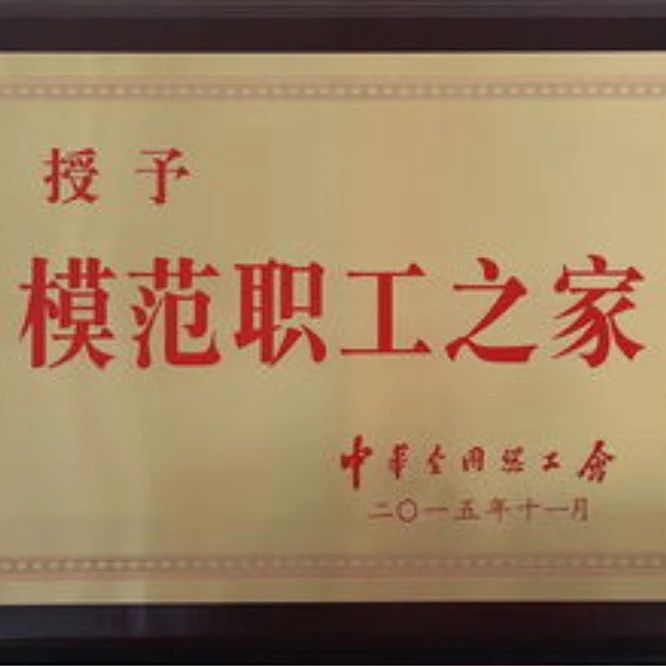 授予
模范职工之家
中华全国总工会
二〇一五年十一月